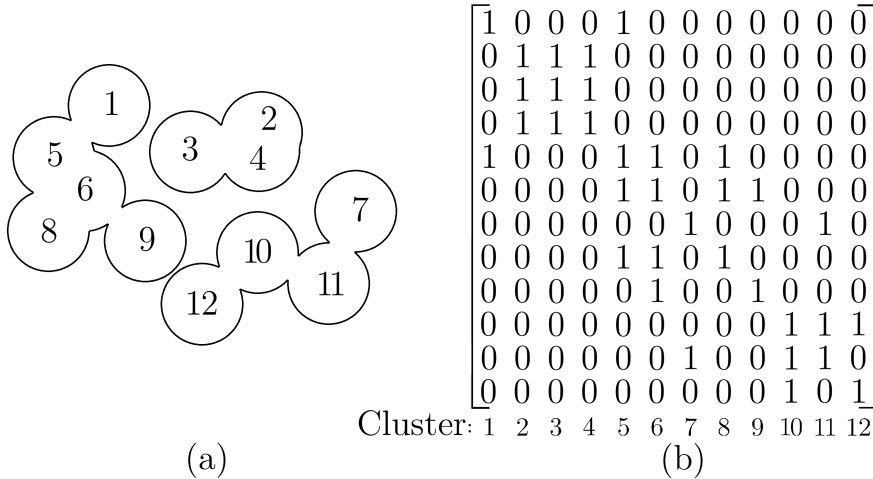 1
2
3
4
5
6
7
8
9
10
11
12
(a)
1 0 0 0 1 0 0 0 0 0 0 0
0 1 1 1 0 0 0 0 0 0 0 0
0 1 1 1 0 0 0 0 0 0 0 0
0 1 1 1 0 0 0 0 0 0 0 0
1 0 0 0 1 1 0 1 0 0 0 0
0 0 0 0 1 1 0 1 1 0 0 0
0 0 0 0 0 0 1 0 0 0 1 0
0 0 0 0 1 1 0 1 0 0 0 0
0 0 0 0 0 1 0 0 1 0 0 0
0 0 0 0 0 0 0 0 0 1 1 1
0 0 0 0 0 0 1 0 0 1 1 0
0 0 0 0 0 0 0 0 0 1 0 1
Cluster: 1 2 3 4 5 6 7 8 9 10 11 12
(b)